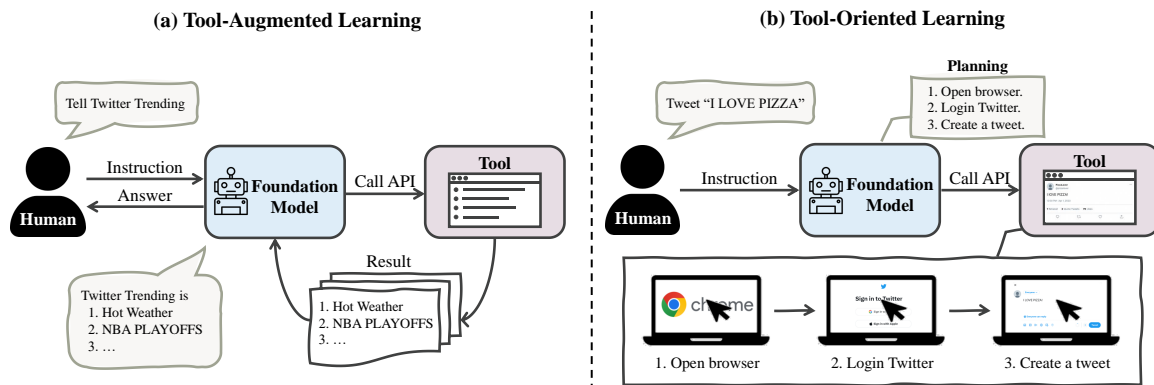 (a) Tool-Augmented Learning
Tell Twitter Trending
Instruction
Answer
Human
Foundation
Model
Call API
Tool
Result
1. Hot Weather
2. NBA PLAYOFFS
3. …
Twitter Trending is
1. Hot Weather
2. NBA PLAYOFFS
3. …
(b) Tool-Oriented Learning
Planning
1. Open browser.
2. Login Twitter.
3. Create a tweet.
Tweet “I LOVE PIZZA”
Human
Instruction
Foundation
Model
Call API
Tool
I LOVE PIZZA
chrome
Sign in to Twitter
1. Open browser
2. Login Twitter
3. Create a tweet